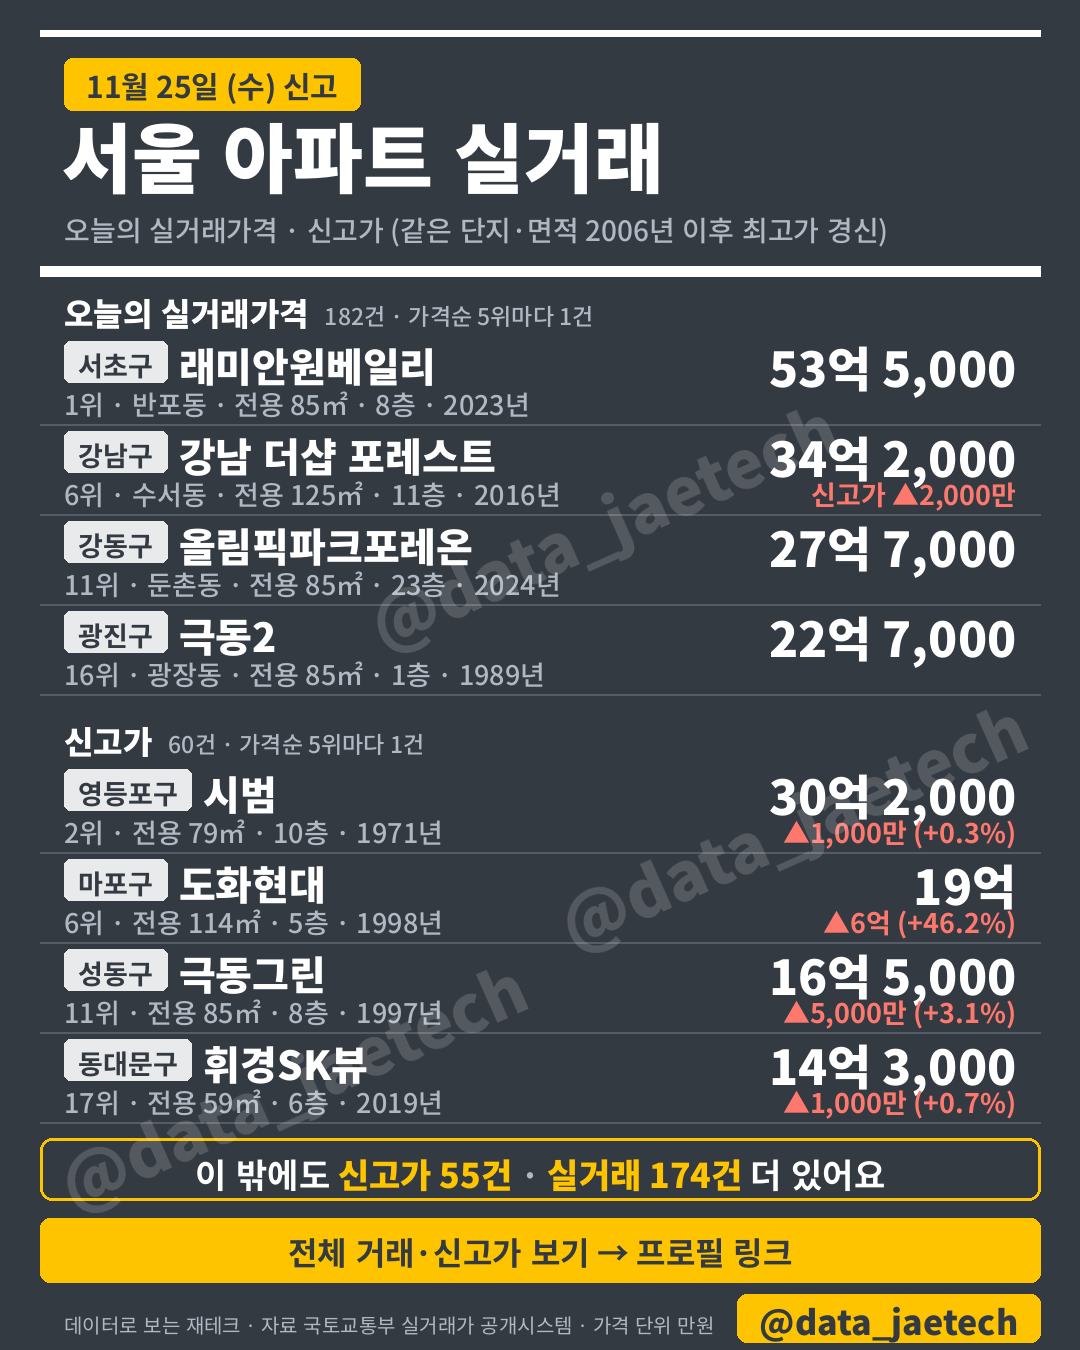 11월 25일 (수) 신고
서울 아파트 실거래
오늘의 실거래가격 · 신고가 (같은 단지·면적 2006년 이후 최고가 경신)
오늘의 실거래가격 182건 · 가격순 5위마다 1건
서초구 래미안원베일리 53억 5,000
1위 · 반포동 · 전용 85㎡ · 8층 · 2023년
강남구 강남 더샵 포레스트 34억 2,000
6위 · 수서동 · 전용 125㎡ · 11층 · 2016년 신고가 ▲2,000만
강동구 올림픽파크포레온 27억 7,000
11위 · 둔촌동 · 전용 85㎡ · 23층 · 2024년
광진구 극동2 22억 7,000
16위 · 광장동 · 전용 85㎡ · 1층 · 1989년
신고가 60건 · 가격순 5위마다 1건
영등포구 시범 30억 2,000
2위 · 전용 79㎡ · 10층 · 1971년 ▲1,000만 (+0.3%)
마포구 도화현대 19억
6위 · 전용 114㎡ · 5층 · 1998년 ▲6억 (+46.2%)
성동구 극동그린 16억 5,000
11위 · 전용 85㎡ · 8층 · 1997년 ▲5,000만 (+3.1%)
동대문구 휘경SK뷰 14억 3,000
17위 · 전용 59㎡ · 6층 · 2019년 ▲1,000만 (+0.7%)
이 밖에도 신고가 55건 · 실거래 174건 더 있어요
전체 거래·신고가 보기 → 프로필 링크
데이터로 보는 재테크 · 자료 국토교통부 실거래가 공개시스템 · 가격 단위 만원 @data_jaetech
@data_jaetech
@data_jaetech
@data_jaetech